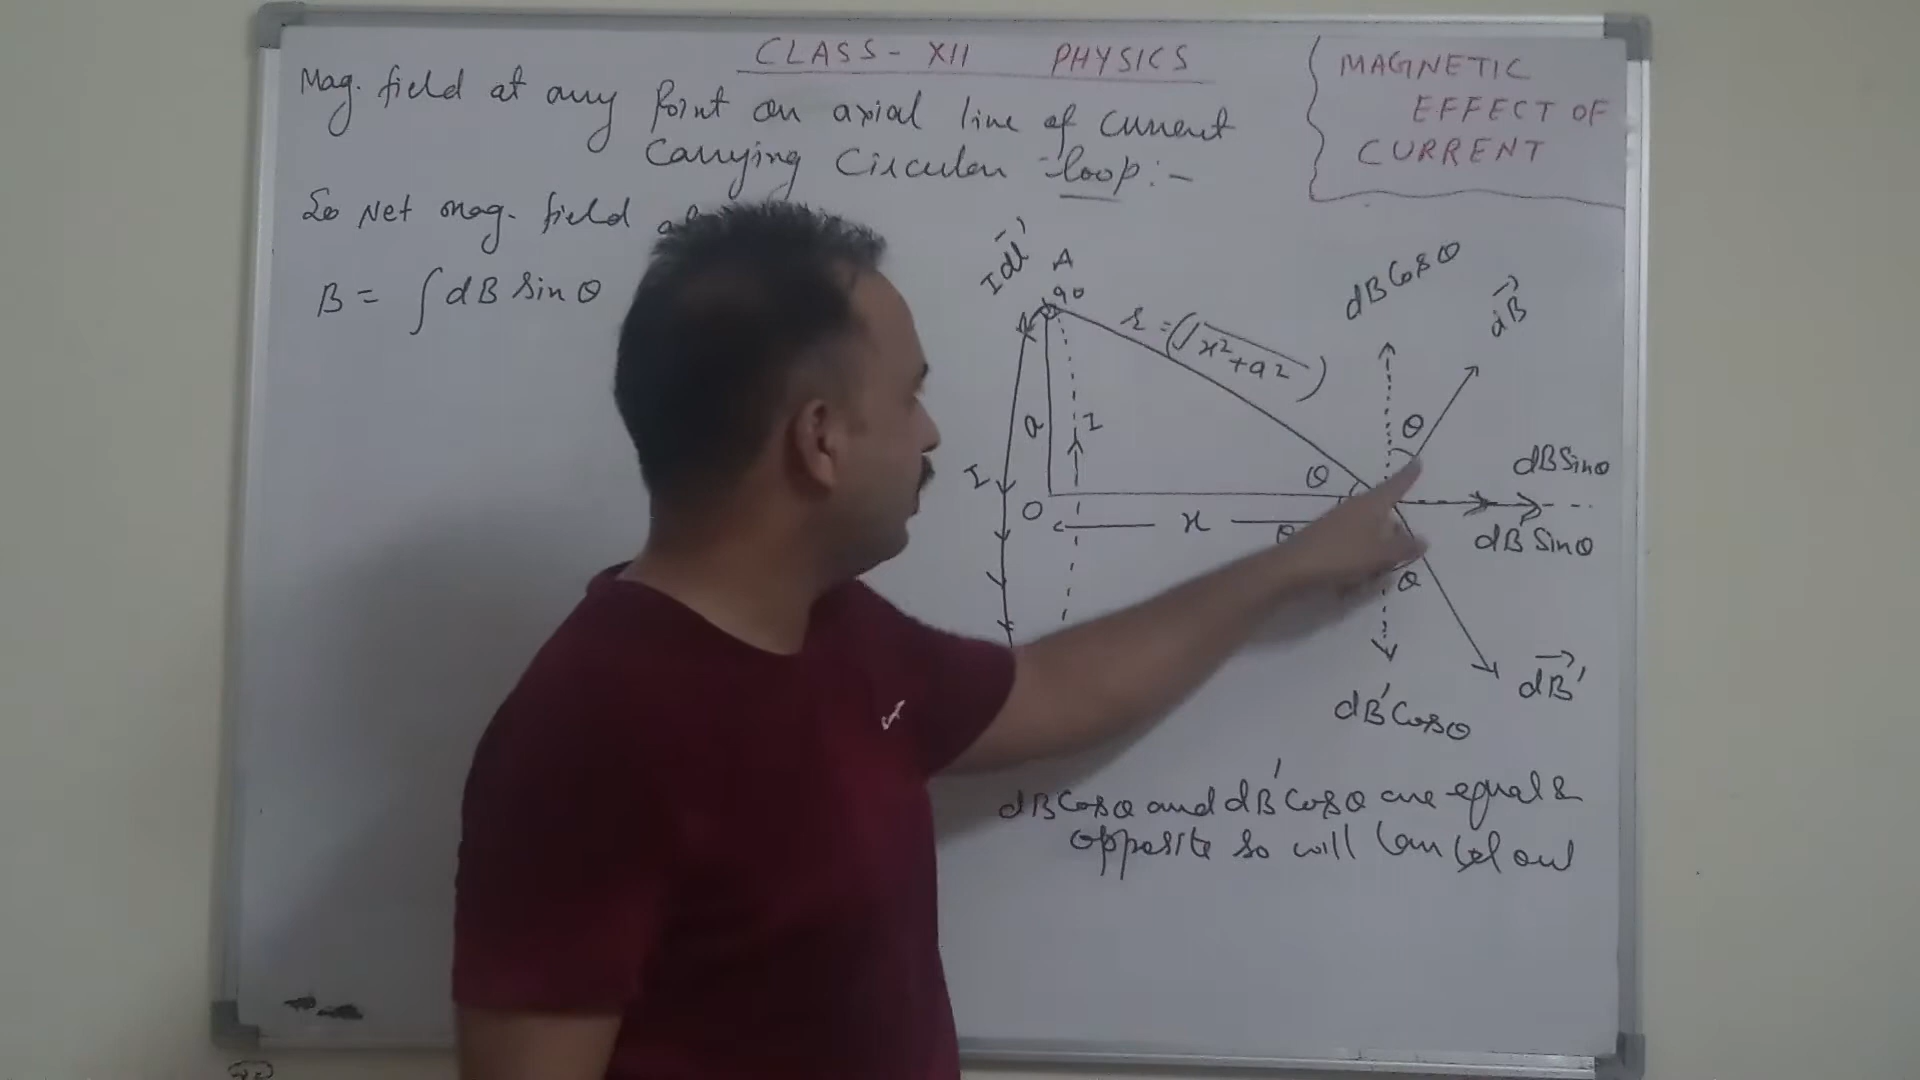 CLASS - XII PHYSICS
MAGNETIC
EFFECT OF
CURRENT
Mag. field at any Point on axial line of current
Carrying Circular loop :-
So Net mag. field
B = ∫ dB Sin θ
I dl
A
90
r = (√x²+a²)
a
I
I
O
x
θ
θ
dB Cos θ
dB
θ
dB Sin θ
dB' Sin θ
θ
dB'
dB' Cos θ
dB Cos θ and dB' Cos θ are equal &
opposite so will Cancel out